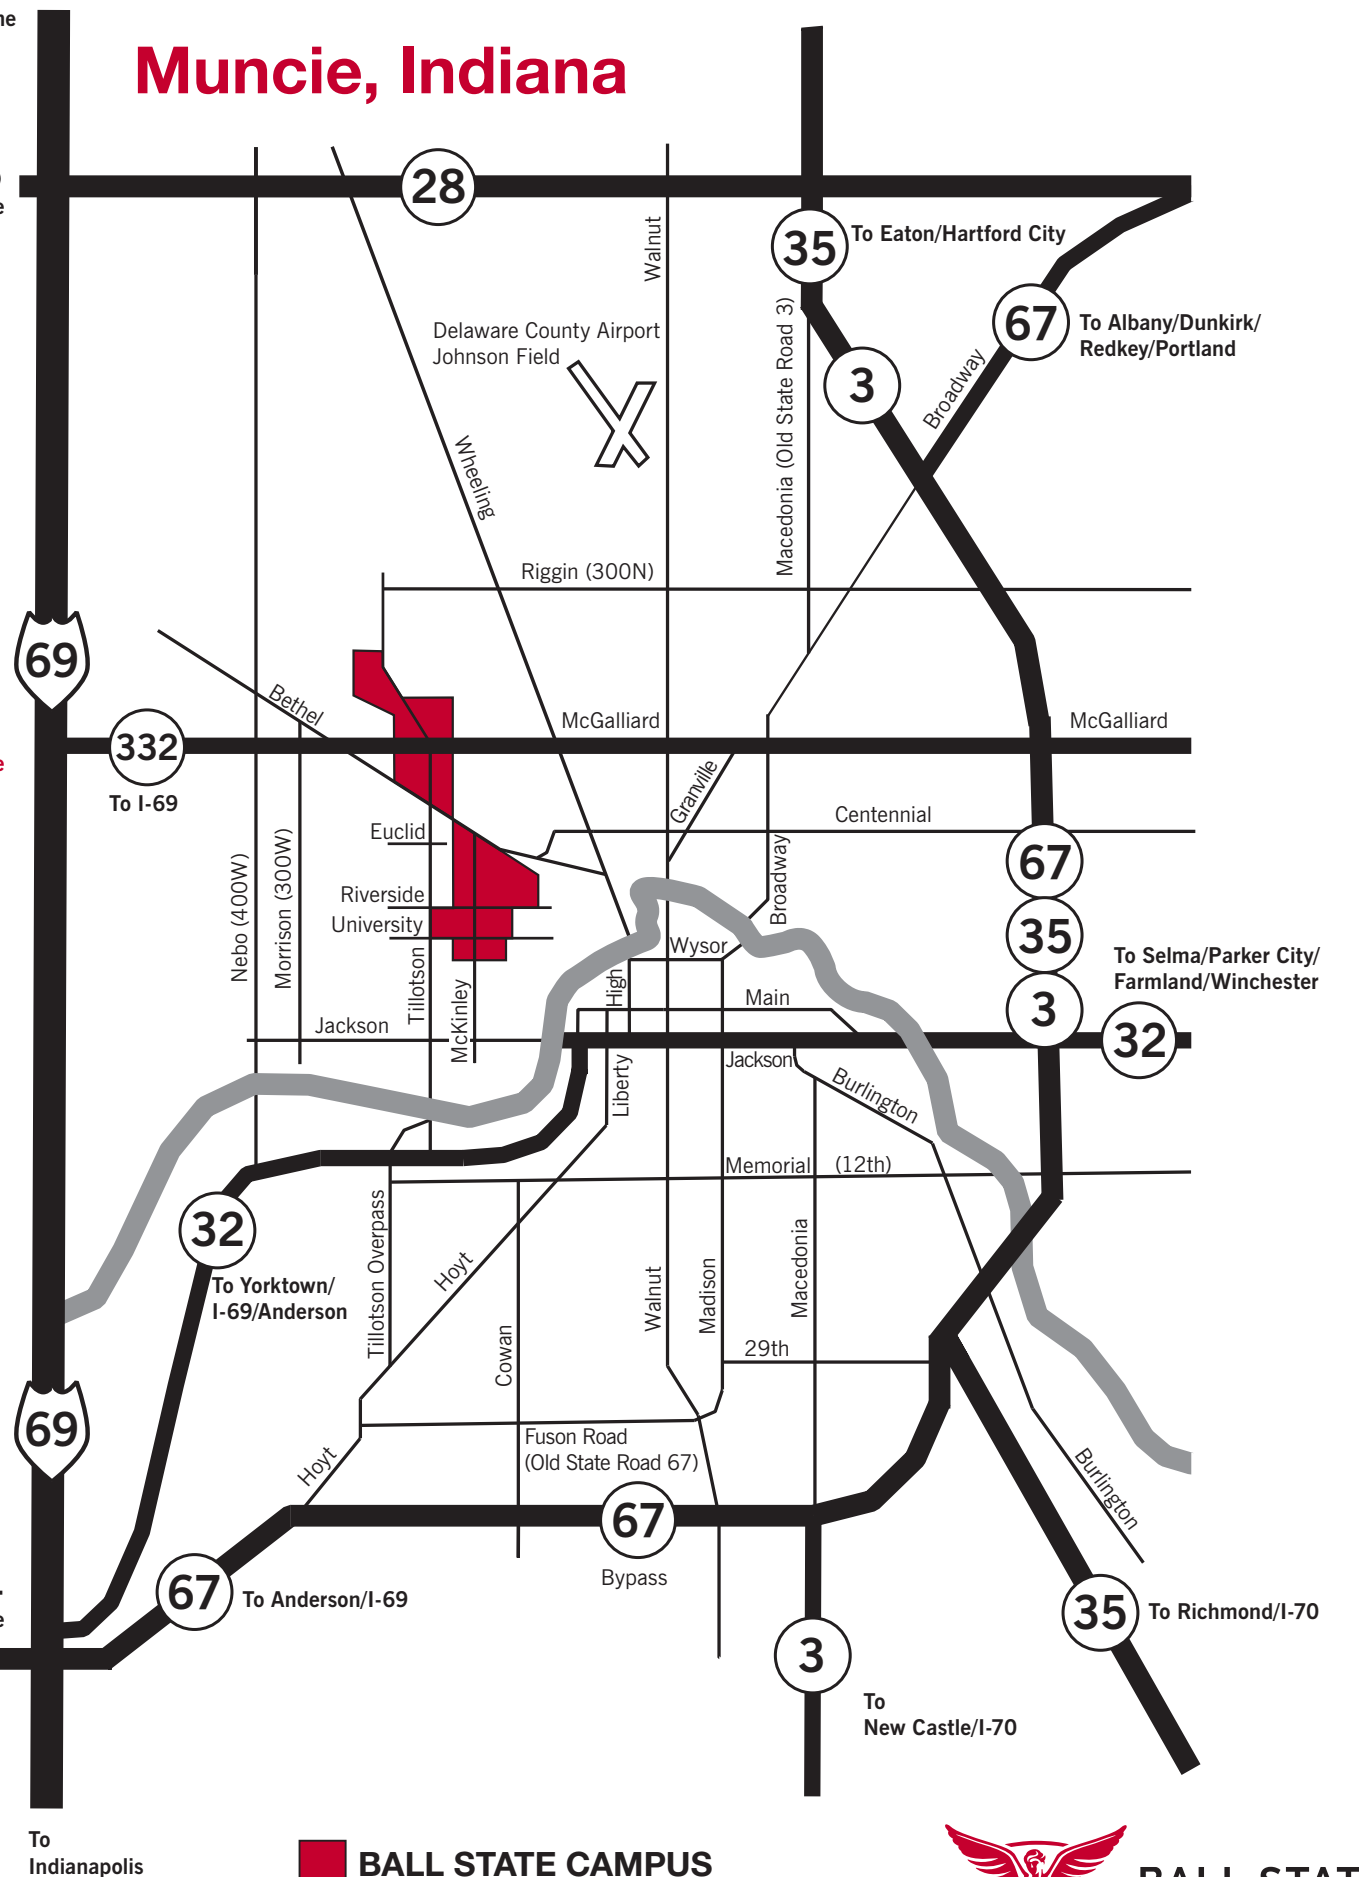 Muncie, Indiana
28
Walnut
35
To Eaton/Hartford City
67
To Albany/Dunkirk/
Redkey/Portland
Delaware County Airport
Johnson Field
3
Broadway
Macedonia (Old State Road 3)
Wheeling
Riggin (300N)
69
Bethel
McGalliard
McGalliard
332
To I-69
Granville
Centennial
Euclid
67
Riverside
University
Nebo (400W)
Morrison (300W)
Tillotson
McKinley
Broadway
35
Wysor
High
To Selma/Parker City/
Farmland/Winchester
Main
3
Jackson
32
Jackson
Liberty
Burlington
Memorial
(12th)
32
To Yorktown/
I-69/Anderson
Tillotson Overpass
Hoyt
Cowan
Walnut
Madison
Macedonia
29th
69
Fuson Road
(Old State Road 67)
Hoyt
Burlington
67
Bypass
67
To Anderson/I-69
35
To Richmond/I-70
3
To
New Castle/I-70
To
Indianapolis
BALL STATE CAMPUS